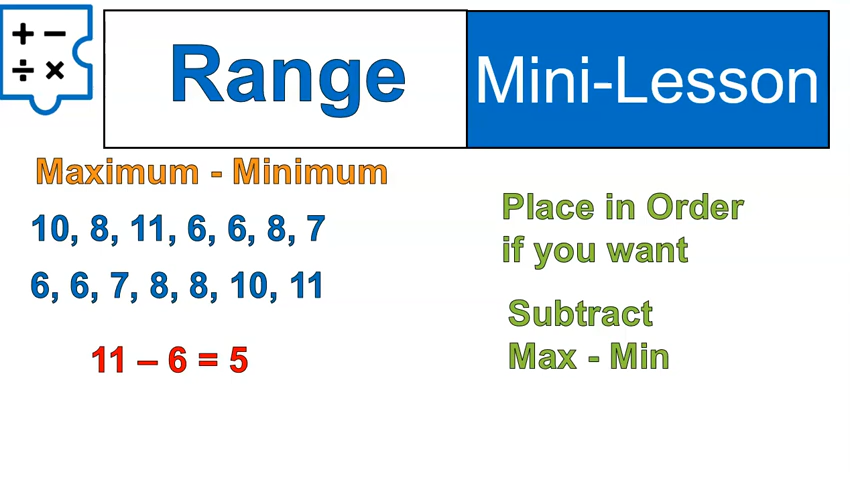 + −
÷ ×
Range
Mini-Lesson
Maximum - Minimum
10, 8, 11, 6, 6, 8, 7
6, 6, 7, 8, 8, 10, 11
11 – 6 = 5
Place in Order
if you want
Subtract
Max - Min